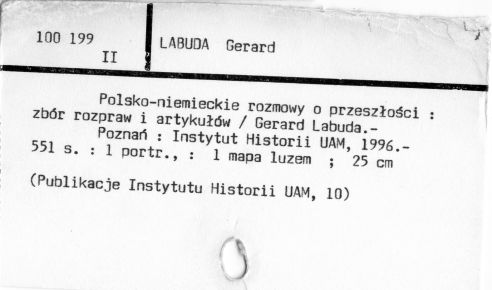 100 199
II
LABUDA Gerard
Polsko-niemieckie rozmowy o przeszłości :
zbór rozpraw i artykułów / Gerard Labuda.-
Poznań : Instytut Historii UAM, 1996.-
551 s. : 1 portr., : 1 mapa luzem ; 25 cm
(Publikacje Instytutu Historii UAM, 10)